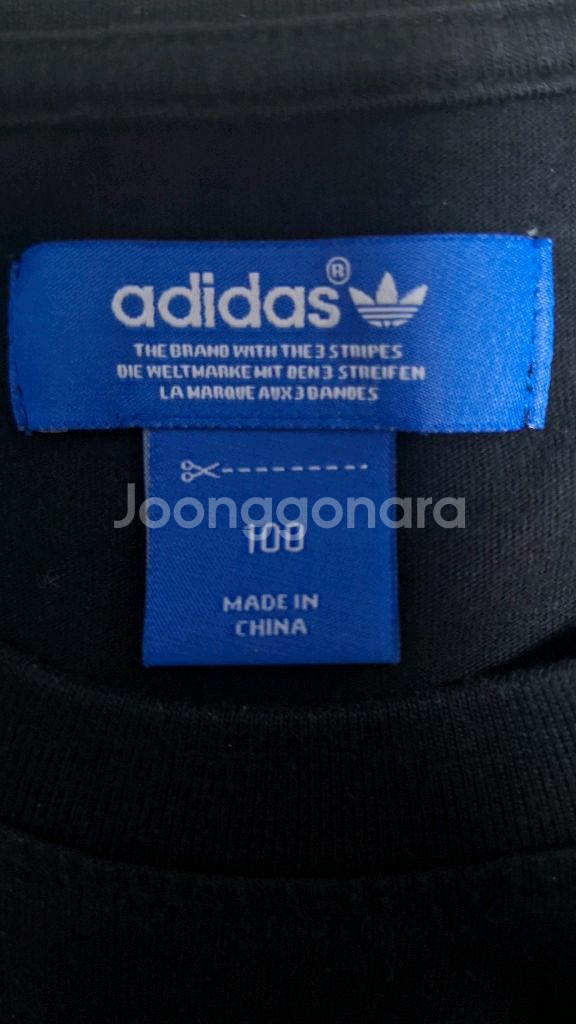 adidas®
THE BRAND WITH THE 3 STRIPES
DIE WELTMARKE MIT DEN 3 STREIFEN
LA MARQUE AUX 3 BANDES
Joonggonara
MADE IN
CHINA